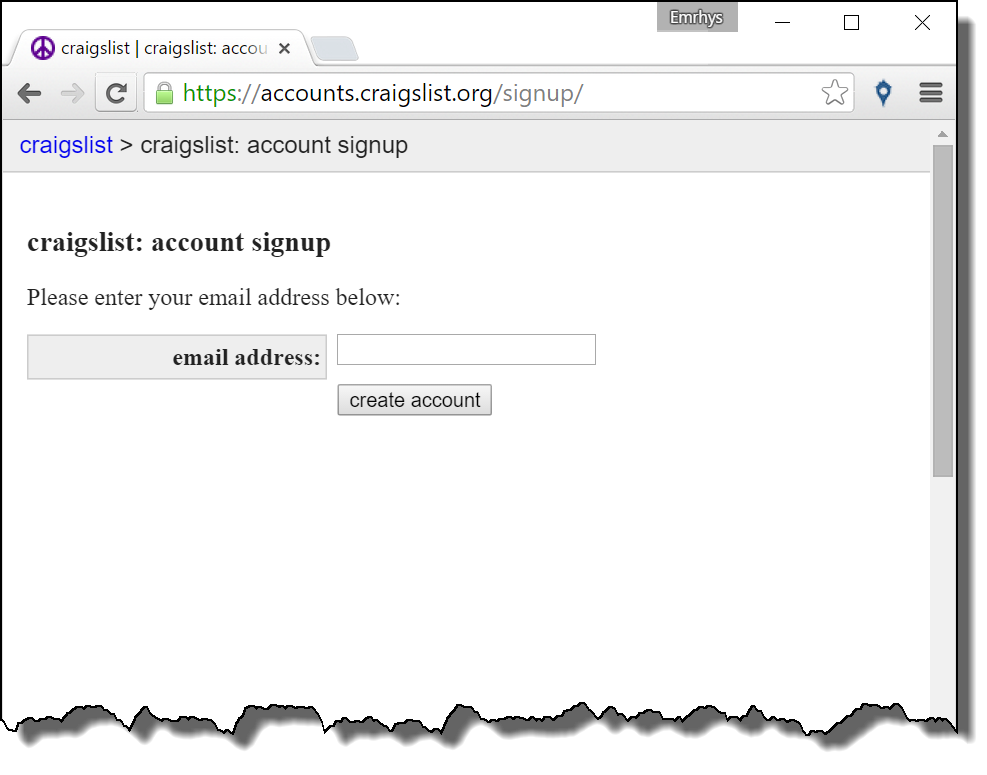 Emrhys
craigslist | craigslist: accou
https://accounts.craigslist.org/signup/
craigslist > craigslist: account signup
craigslist: account signup
Please enter your email address below:
email address:
create account